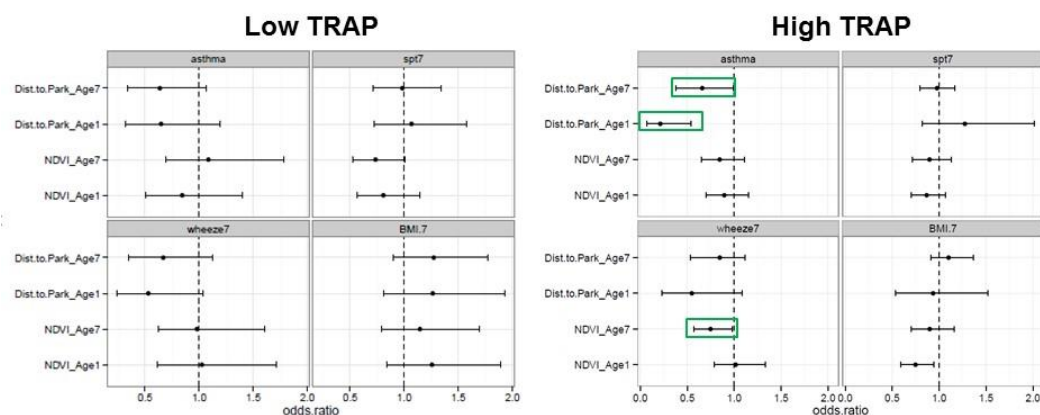 Low TRAP
High TRAP
asthma
spt7
asthma
spt7
Dist.to.Park_Age7
Dist.to.Park_Age1
NDVI_Age7
NDVI_Age1
Dist.to.Park_Age7
Dist.to.Park_Age1
NDVI_Age7
NDVI_Age1
wheeze7
BMI.7
wheeze7
BMI.7
Dist.to.Park_Age7
Dist.to.Park_Age1
NDVI_Age7
NDVI_Age1
Dist.to.Park_Age7
Dist.to.Park_Age1
NDVI_Age7
NDVI_Age1
0.5 1.0 1.5 2.0 0.5 1.0 1.5 2.0
0.0 0.5 1.0 1.5 2.0 0.0 0.5 1.0 1.5 2.0
odds.ratio
odds.ratio